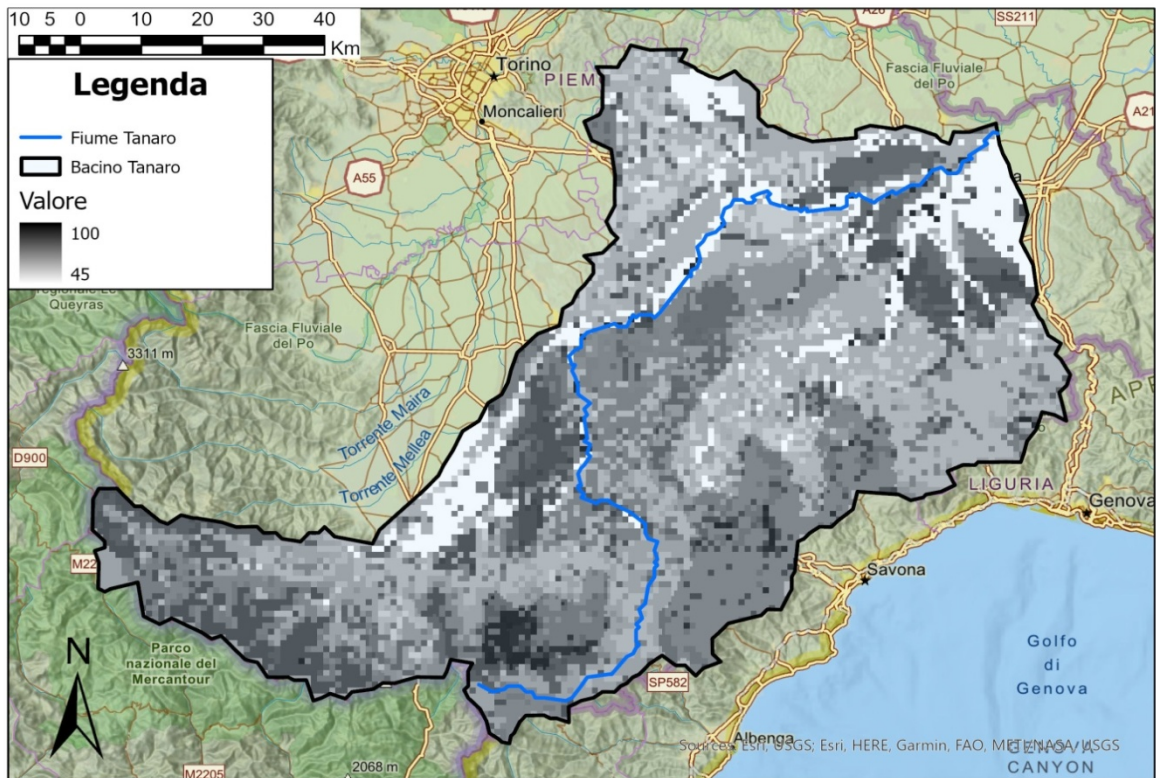 10 5 0 10 20 30 40
Km
Legenda
Fiume Tanaro
Bacino Tanaro
Valore
100
45
Torino
PIEM
Moncalieri
A55
SS211
Fascia Fluviale
del Po
A21
Queyras
Fascia Fluviale
del Po
3311 m
Torrente Maira
Torrente Mellea
D900
M22
LIGURIA
Genova
Savona
Parco
nazionale del
Mercantour
N
SP582
Golfo
di
Genova
Albenga
Sources: Esri, USGS; Esri, HERE, Garmin, FAO, METI/NASA, USGS
GENOVA
CANYON
M2205
2068 m